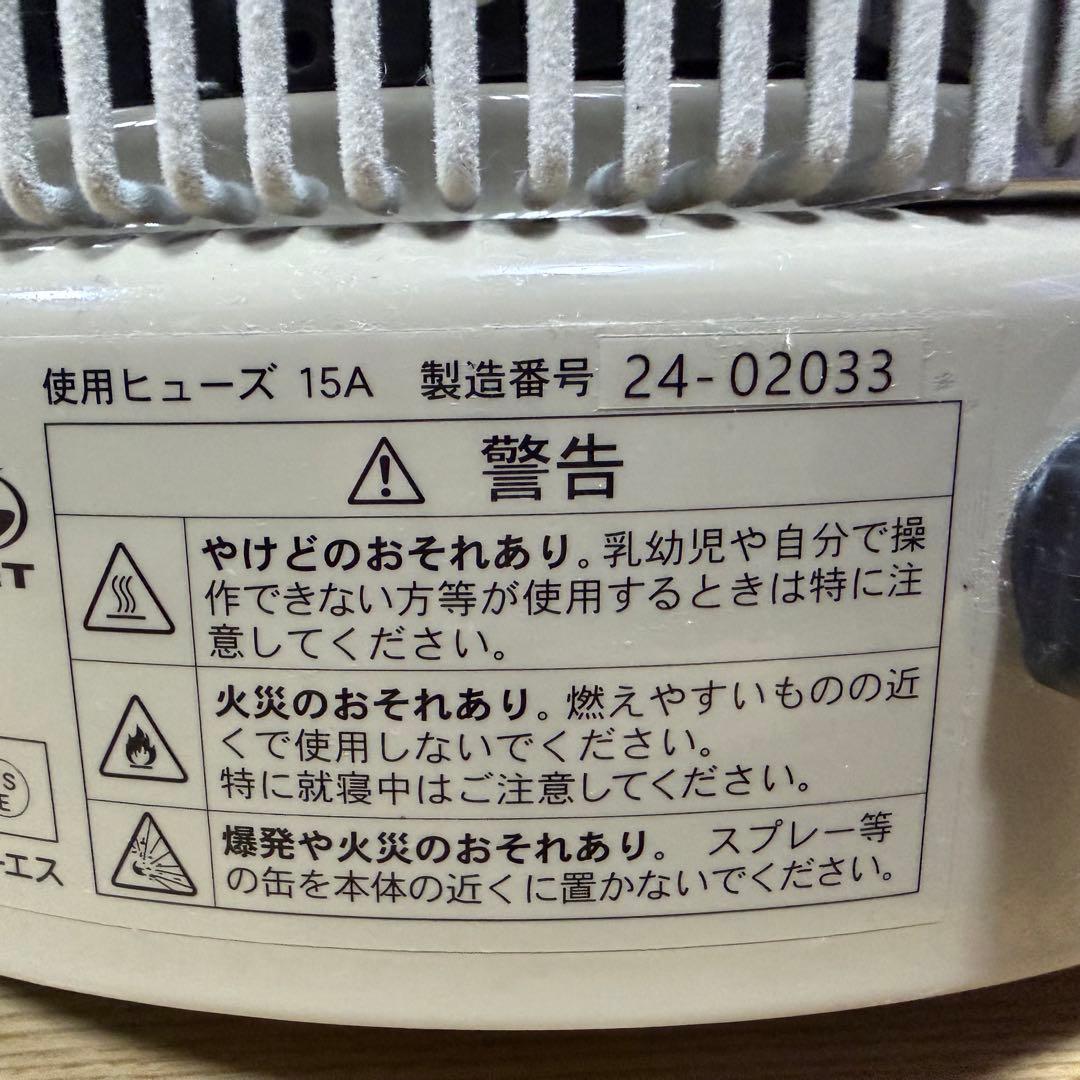 使用ヒューズ 15A 製造番号 24-02033
警告
やけどのおそれあり。乳幼児や自分で操
作できない方等が使用するときは特に注
意してください。
火災のおそれあり。燃えやすいものの近
くで使用しないでください。
特に就寝中はご注意してください。
爆発や火災のおそれあり。 スプレー等
の缶を本体の近くに置かないでください。
S
E
ーエス